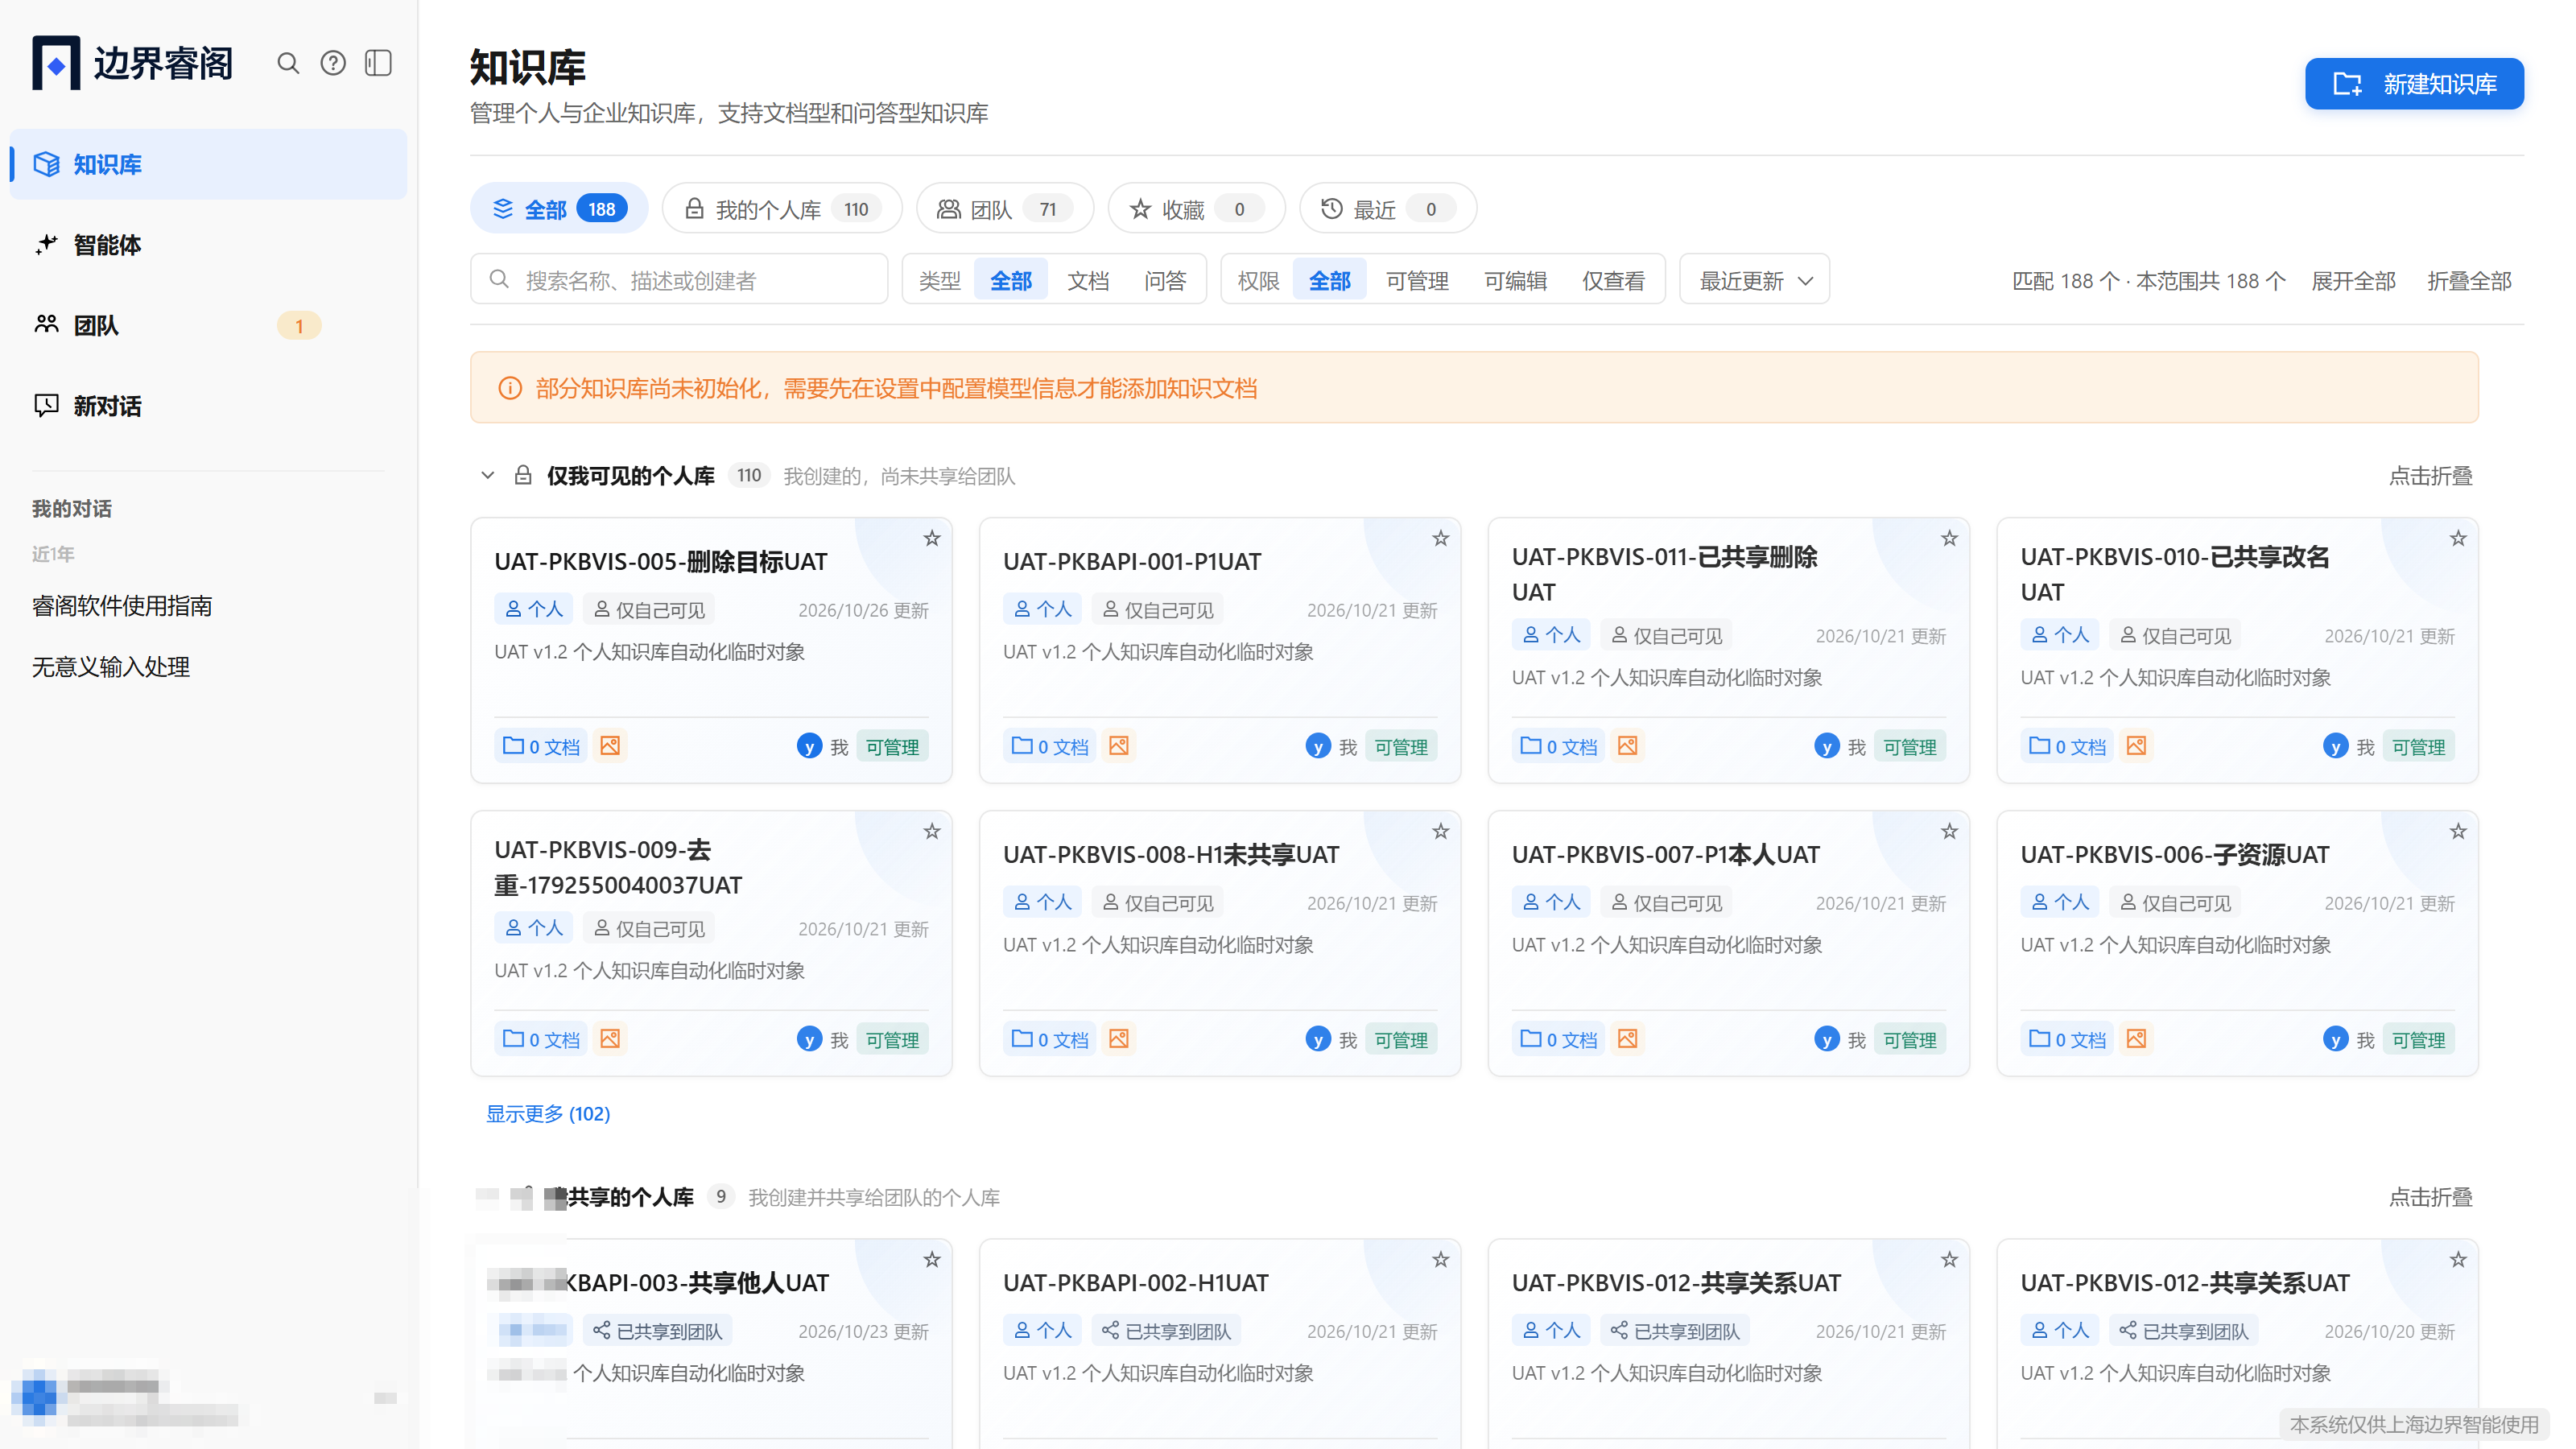 边界睿阁
知识库
智能体
团队 1
新对话
我的对话
近1年
睿阁软件使用指南
无意义输入处理
知识库
管理个人与企业知识库，支持文档型和问答型知识库
新建知识库
全部 188 我的个人库 110 团队 71 收藏 0 最近 0
搜索名称、描述或创建者 类型 全部 文档 问答 权限 全部 可管理 可编辑 仅查看 最近更新 匹配 188 个 · 本范围共 188 个 展开全部 折叠全部
部分知识库尚未初始化，需要先在设置中配置模型信息才能添加知识文档
仅我可见的个人库 110 我创建的，尚未共享给团队 点击折叠
UAT-PKBVIS-005-删除目标UAT
个人 仅自己可见 2026/10/26 更新
UAT v1.2 个人知识库自动化临时对象
0 文档 y 我 可管理
UAT-PKBAPI-001-P1UAT
个人 仅自己可见 2026/10/21 更新
UAT v1.2 个人知识库自动化临时对象
0 文档 y 我 可管理
UAT-PKBVIS-011-已共享删除
UAT
个人 仅自己可见 2026/10/21 更新
UAT v1.2 个人知识库自动化临时对象
0 文档 y 我 可管理
UAT-PKBVIS-010-已共享改名
UAT
个人 仅自己可见 2026/10/21 更新
UAT v1.2 个人知识库自动化临时对象
0 文档 y 我 可管理
UAT-PKBVIS-009-去
重-1792550040037UAT
个人 仅自己可见 2026/10/21 更新
UAT v1.2 个人知识库自动化临时对象
0 文档 y 我 可管理
UAT-PKBVIS-008-H1未共享UAT
个人 仅自己可见 2026/10/21 更新
UAT v1.2 个人知识库自动化临时对象
0 文档 y 我 可管理
UAT-PKBVIS-007-P1本人UAT
个人 仅自己可见 2026/10/21 更新
UAT v1.2 个人知识库自动化临时对象
0 文档 y 我 可管理
UAT-PKBVIS-006-子资源UAT
个人 仅自己可见 2026/10/21 更新
UAT v1.2 个人知识库自动化临时对象
0 文档 y 我 可管理
显示更多 (102)
共享的个人库 9 我创建并共享给团队的个人库 点击折叠
KBAPI-003-共享他人UAT
已共享到团队 2026/10/23 更新
个人知识库自动化临时对象
UAT-PKBAPI-002-H1UAT
个人 已共享到团队 2026/10/21 更新
UAT v1.2 个人知识库自动化临时对象
UAT-PKBVIS-012-共享关系UAT
个人 已共享到团队 2026/10/21 更新
UAT v1.2 个人知识库自动化临时对象
UAT-PKBVIS-012-共享关系UAT
个人 已共享到团队 2026/10/20 更新
UAT v1.2 个人知识库自动化临时对象
本系统仅供上海边界智能使用